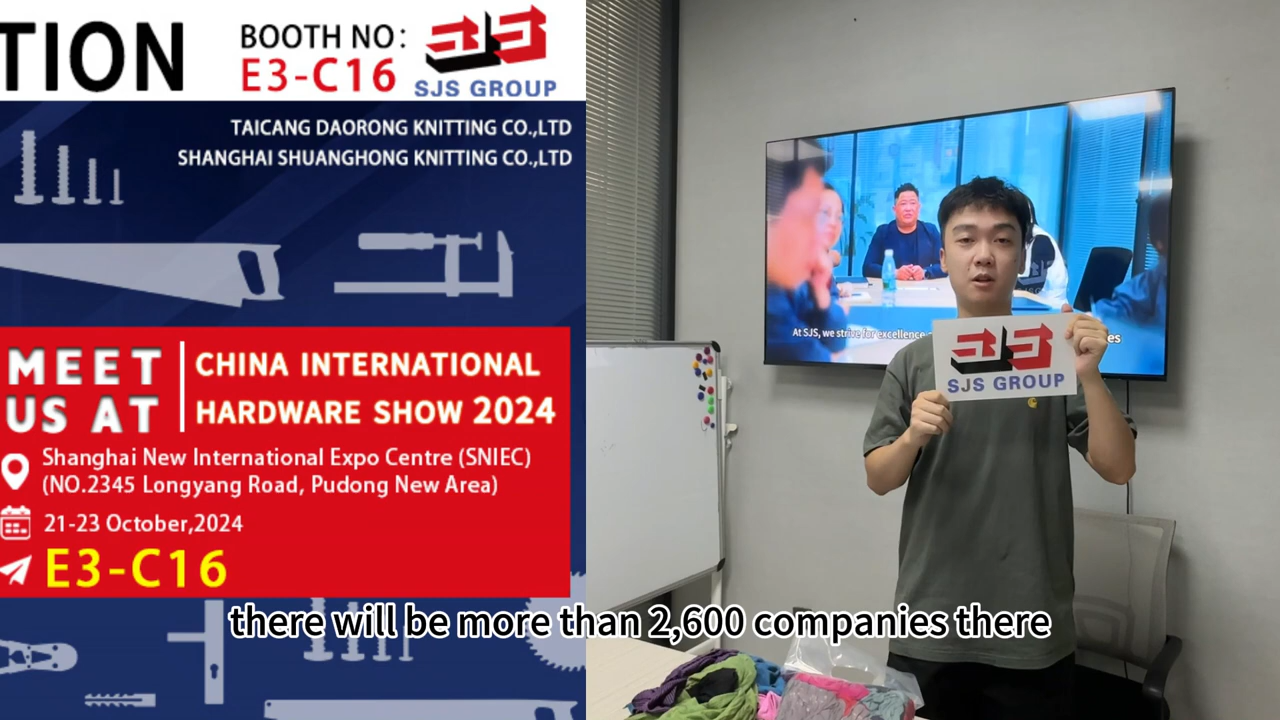 TION
BOOTH NO:
E3-C16
SJS GROUP
TAICANG DAORONG KNITTING CO.,LTD
SHANGHAI SHUANGHONG KNITTING CO.,LTD
MEET
US AT
CHINA INTERNATIONAL
HARDWARE SHOW 2024
Shanghai New International Expo Centre (SNIEC)
(NO.2345 Longyang Road, Pudong New Area)
21-23 October,2024
E3-C16
At SJS, we strive for excellence
SJS GROUP
there will be more than 2,600 companies there